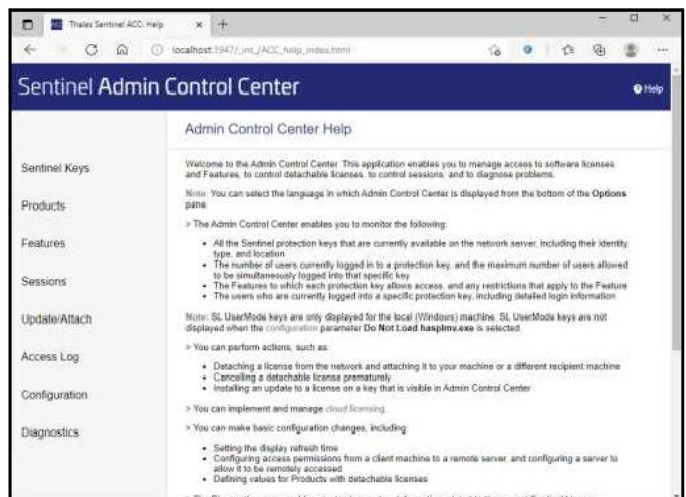 Thales Sentinel ACC: Help
localhost:1947/_int_/ACC_help_index.html
Sentinel Admin Control Center
Help
Admin Control Center Help
Sentinel Keys
Products
Features
Sessions
Update/Attach
Access Log
Configuration
Diagnostics
Welcome to the Admin Control Center. This application enables you to manage access to software licenses
and Features, to control detachable licenses, to control sessions, and to diagnose problems.
Note: You can select the language in which Admin Control Center is displayed from the bottom of the Options
pane.
> The Admin Control Center enables you to monitor the following:
• All the Sentinel protection keys that are currently available on the network server, including their identity,
type, and location
• The number of users currently logged in to a protection key, and the maximum number of users allowed
to be simultaneously logged into that specific key
• The Features to which each protection key allows access, and any restrictions that apply to the Feature
• The users who are currently logged into a specific protection key, including detailed login information
Note: SL UserMode keys are only displayed for the local (Windows) machine. SL UserMode keys are not
displayed when the configuration parameter Do Not Load hasplmv.exe is selected.
> You can perform actions, such as:
• Detaching a license from the network and attaching it to your machine or a different recipient machine
• Cancelling a detachable license prematurely
• Installing an update to a license on a key that is visible in Admin Control Center
> You can implement and manage cloud licensing.
> You can make basic configuration changes, including:
• Setting the display refresh time
• Configuring access permissions from a client machine to a remote server, and configuring a server to
allow it to be remotely accessed
• Defining values for Products with detachable licenses